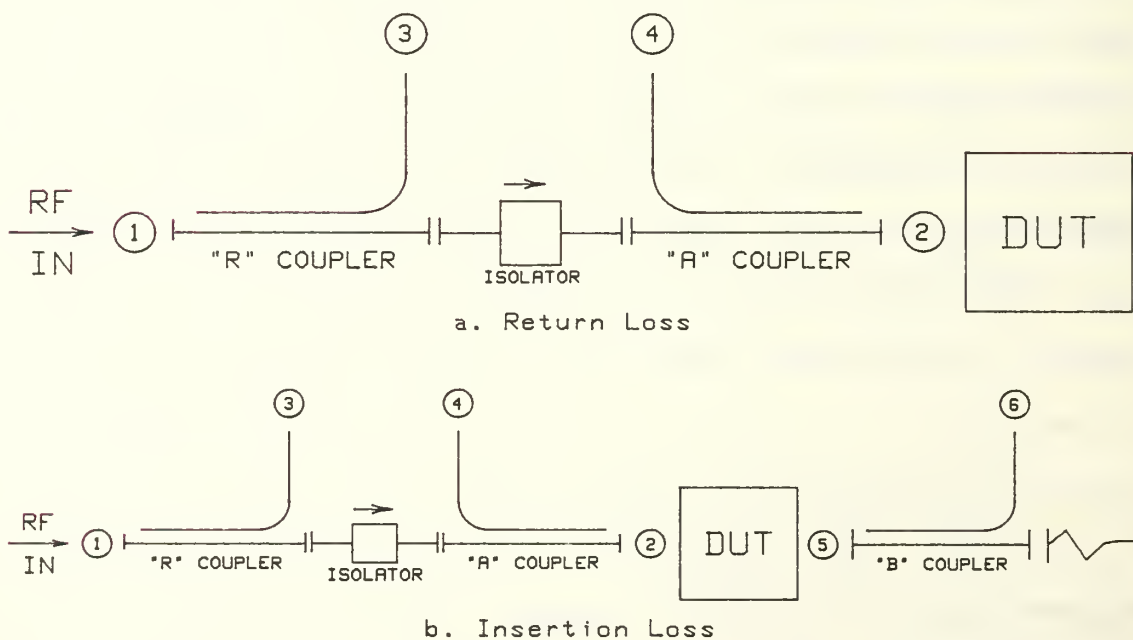 3 4
RF
IN
1
"R" COUPLER
ISOLATOR
"A" COUPLER
2
DUT
a. Return Loss
3 4 6
RF
IN
1
"R" COUPLER
ISOLATOR
"A" COUPLER
2
DUT
5
"B" COUPLER
b. Insertion Loss